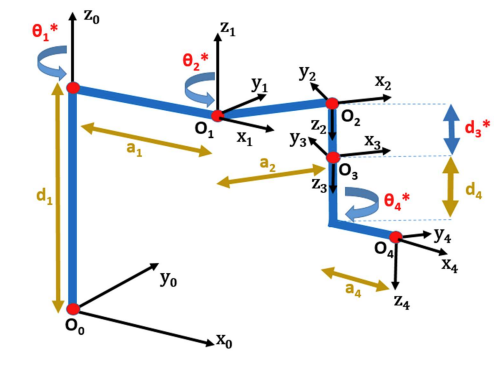 z₀
θ₁*
z₁
θ₂*
y₁
O₁
x₁
y₂
x₂
O₂
z₂
d₃*
y₃
x₃
O₃
z₃
a₁
a₂
d₁
d₄
θ₄*
y₄
O₄
x₄
z₄
a₄
y₀
O₀
x₀